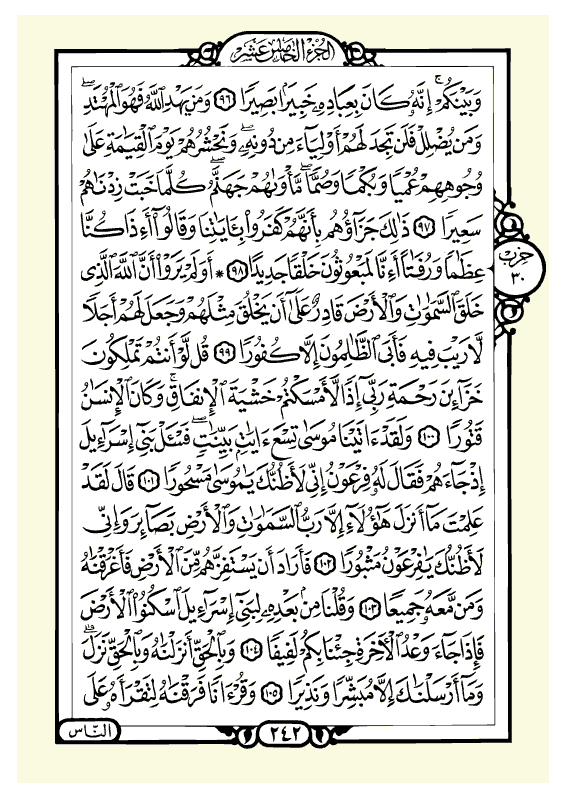 الجزء الخامس عشر
وَبَيْنَكُمْ ۚ إِنَّهُۥ كَانَ بِعِبَادِهِۦ خَبِيرًۢا بَصِيرًا ٩٦ وَمَن يَهْدِ ٱللَّهُ فَهُوَ ٱلْمُهْتَدِ ۖ
وَمَن يُضْلِلْ فَلَن تَجِدَ لَهُمْ أَوْلِيَآءَ مِن دُونِهِۦ ۖ وَنَحْشُرُهُمْ يَوْمَ ٱلْقِيَٰمَةِ عَلَىٰ
وُجُوهِهِمْ عُمْيًا وَبُكْمًا وَصُمًّا ۖ مَّأْوَىٰهُمْ جَهَنَّمُ ۖ كُلَّمَا خَبَتْ زِدْنَٰهُمْ
سَعِيرًا ٩٧ ذَٰلِكَ جَزَآؤُهُم بِأَنَّهُمْ كَفَرُوا۟ بِـَٔايَٰتِنَا وَقَالُوٓا۟ أَءِذَا كُنَّا
عِظَٰمًا وَرُفَٰتًا أَءِنَّا لَمَبْعُوثُونَ خَلْقًا جَدِيدًا ٩٨ * أَوَلَمْ يَرَوْا۟ أَنَّ ٱللَّهَ ٱلَّذِى
حزب ٣٠
خَلَقَ ٱلسَّمَٰوَٰتِ وَٱلْأَرْضَ قَادِرٌ عَلَىٰٓ أَن يَخْلُقَ مِثْلَهُمْ وَجَعَلَ لَهُمْ أَجَلًا
لَّا رَيْبَ فِيهِ فَأَبَى ٱلظَّٰلِمُونَ إِلَّا كُفُورًا ٩٩ قُل لَّوْ أَنتُمْ تَمْلِكُونَ
خَزَآئِنَ رَحْمَةِ رَبِّىٓ إِذًا لَّأَمْسَكْتُمْ خَشْيَةَ ٱلْإِنفَاقِ ۚ وَكَانَ ٱلْإِنسَٰنُ
قَتُورًا ١٠٠ وَلَقَدْ ءَاتَيْنَا مُوسَىٰ تِسْعَ ءَايَٰتٍۭ بَيِّنَٰتٍ ۖ فَسْـَٔلْ بَنِىٓ إِسْرَٰٓءِيلَ
إِذْ جَآءَهُمْ فَقَالَ لَهُۥ فِرْعَوْنُ إِنِّى لَأَظُنُّكَ يَٰمُوسَىٰ مَسْحُورًا ١٠١ قَالَ لَقَدْ
عَلِمْتَ مَآ أَنزَلَ هَٰٓؤُلَآءِ إِلَّا رَبُّ ٱلسَّمَٰوَٰتِ وَٱلْأَرْضِ بَصَآئِرَ وَإِنِّى
لَأَظُنُّكَ يَٰفِرْعَوْنُ مَثْبُورًا ١٠٢ فَأَرَادَ أَن يَسْتَفِزَّهُم مِّنَ ٱلْأَرْضِ فَأَغْرَقْنَٰهُ
وَمَن مَّعَهُۥ جَمِيعًا ١٠٣ وَقُلْنَا مِنۢ بَعْدِهِۦ لِبَنِىٓ إِسْرَٰٓءِيلَ ٱسْكُنُوا۟ ٱلْأَرْضَ
فَإِذَا جَآءَ وَعْدُ ٱلْءَاخِرَةِ جِئْنَا بِكُمْ لَفِيفًا ١٠٤ وَبِٱلْحَقِّ أَنزَلْنَٰهُ وَبِٱلْحَقِّ نَزَلَ ۗ
وَمَآ أَرْسَلْنَٰكَ إِلَّا مُبَشِّرًا وَنَذِيرًا ١٠٥ وَقُرْءَانًا فَرَقْنَٰهُ لِتَقْرَأَهُۥ عَلَى
٢٤٢
النَّاسِ